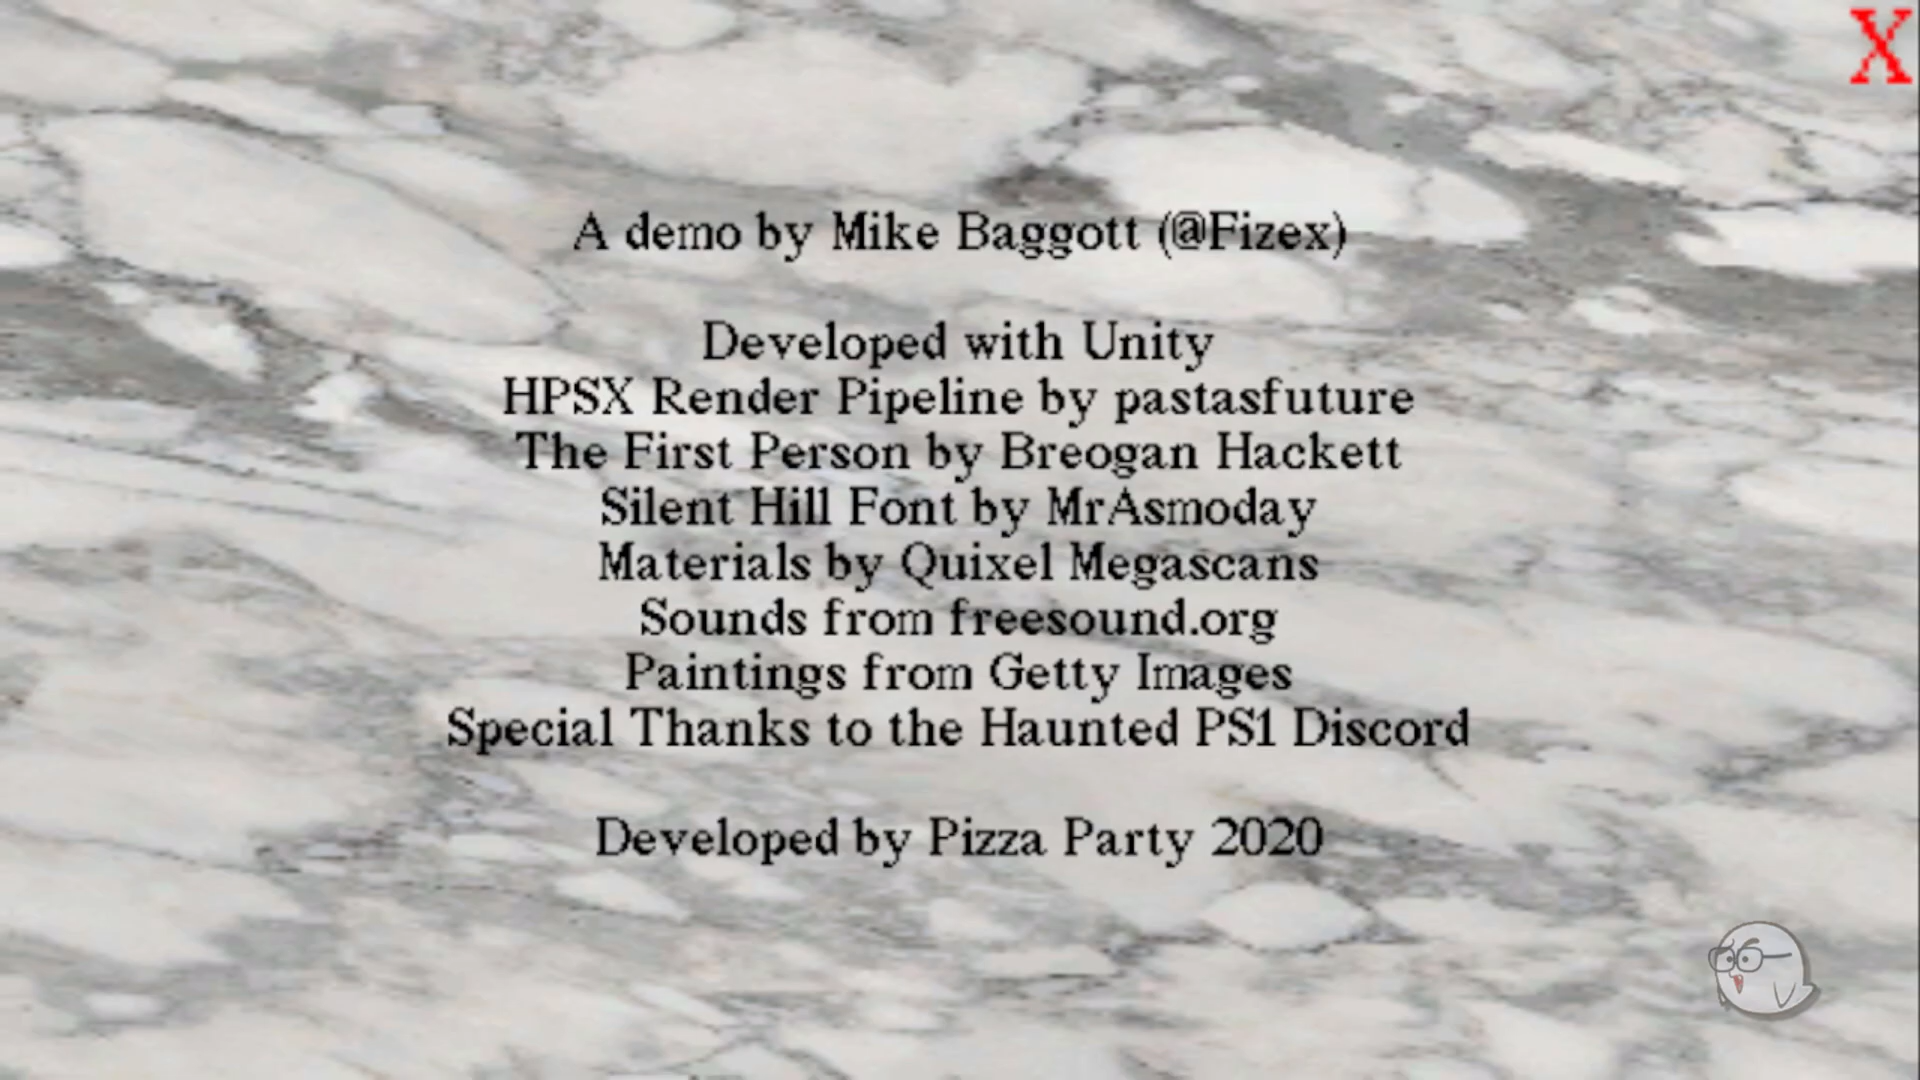 X
A demo by Mike Baggott (@Fizex)
Developed with Unity
HPSX Render Pipeline by pastasfuture
The First Person by Breogan Hackett
Silent Hill Font by MrAsmoday
Materials by Quixel Megascans
Sounds from freesound.org
Paintings from Getty Images
Special Thanks to the Haunted PS1 Discord
Developed by Pizza Party 2020